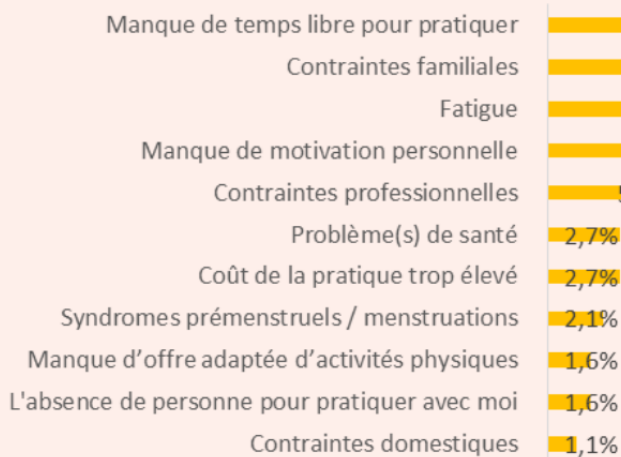 Manque de temps libre pour pratiquer
Contraintes familiales
Fatigue
Manque de motivation personnelle
Contraintes professionnelles
Problème(s) de santé 2,7%
Coût de la pratique trop élevé 2,7%
Syndromes prémenstruels / menstruations 2,1%
Manque d’offre adaptée d’activités physiques 1,6%
L'absence de personne pour pratiquer avec moi 1,6%
Contraintes domestiques 1,1%